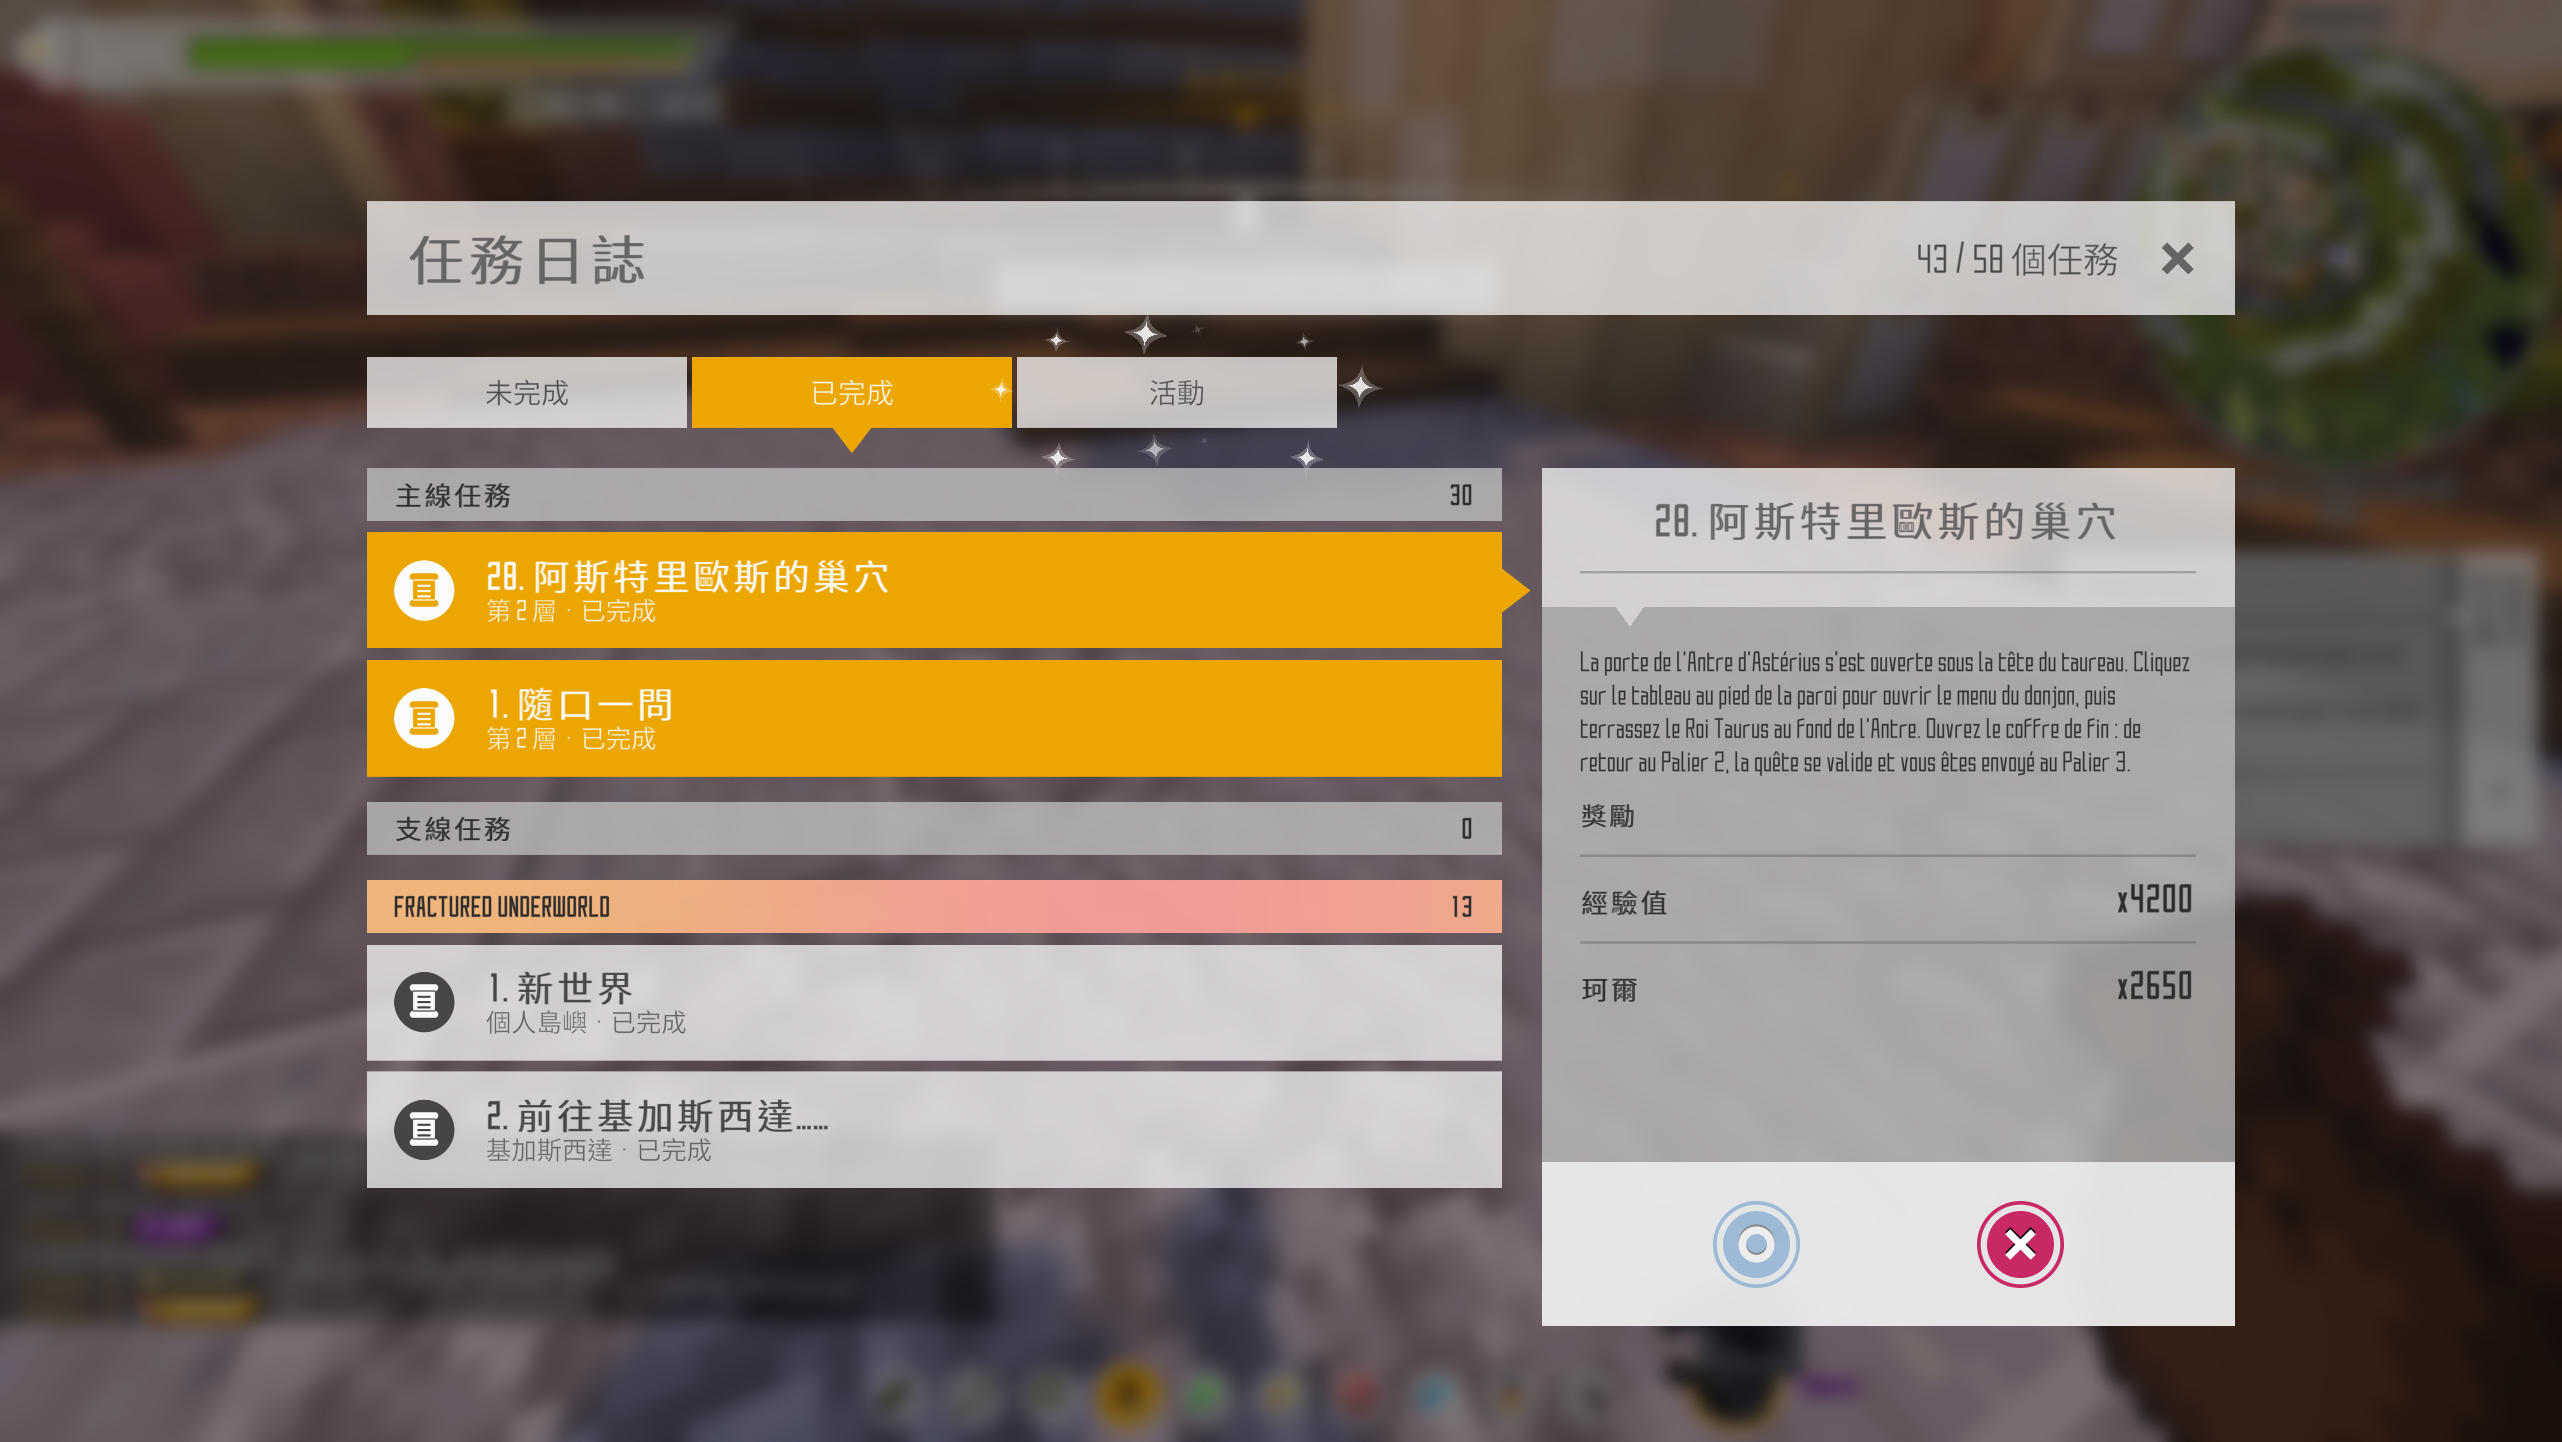 任務日誌
43 / 58 個任務
未完成
已完成
活動
主線任務
30
28. 阿斯特里歐斯的巢穴
第 2 層 · 已完成
1. 隨口一問
第 2 層 · 已完成
支線任務
0
FRACTURED UNDERWORLD
13
1. 新世界
個人島嶼 · 已完成
2. 前往基加斯西達......
基加斯西達 · 已完成
28. 阿斯特里歐斯的巢穴
La porte de l'Antre d'Astérius s'est ouverte sous la tête du taureau. Cliquez
sur le tableau au pied de la paroi pour ouvrir le menu du donjon, puis
terrassez le Roi Taurus au fond de l'Antre. Ouvrez le coffre de fin : de
retour au Palier 2, la quête se valide et vous êtes envoyé au Palier 3.
獎勵
經驗值
x4200
珂爾
x2650